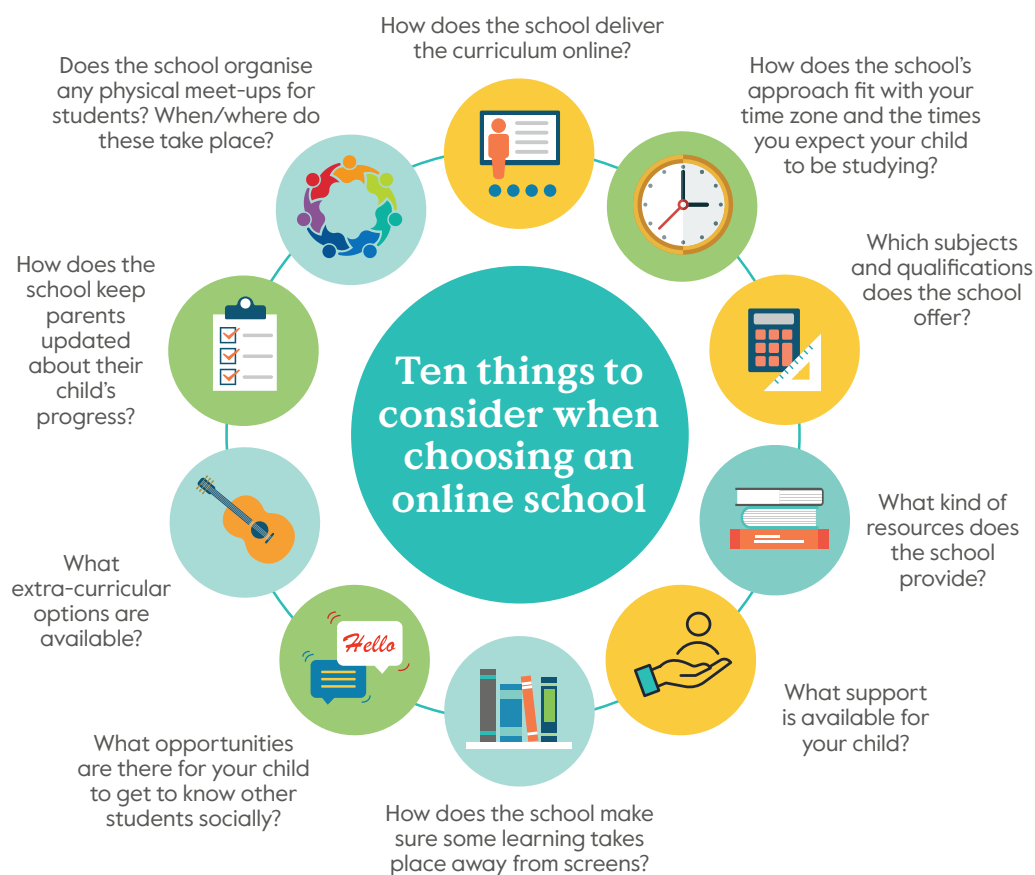 How does the school deliver
the curriculum online?
How does the school's
approach fit with your
time zone and the times
you expect your child
to be studying?
Which subjects
and qualifications
does the school
offer?
What kind of
resources does
the school
provide?
What support
is available for
your child?
How does the school make
sure some learning takes
place away from screens?
What opportunities
are there for your child
to get to know other
students socially?
Hello
What
extra-curricular
options are
available?
How does the
school keep
parents
updated
about their
child's
progress?
Does the school organise
any physical meet-ups for
students? When/where do
these take place?
Ten things to
consider when
choosing an
online school